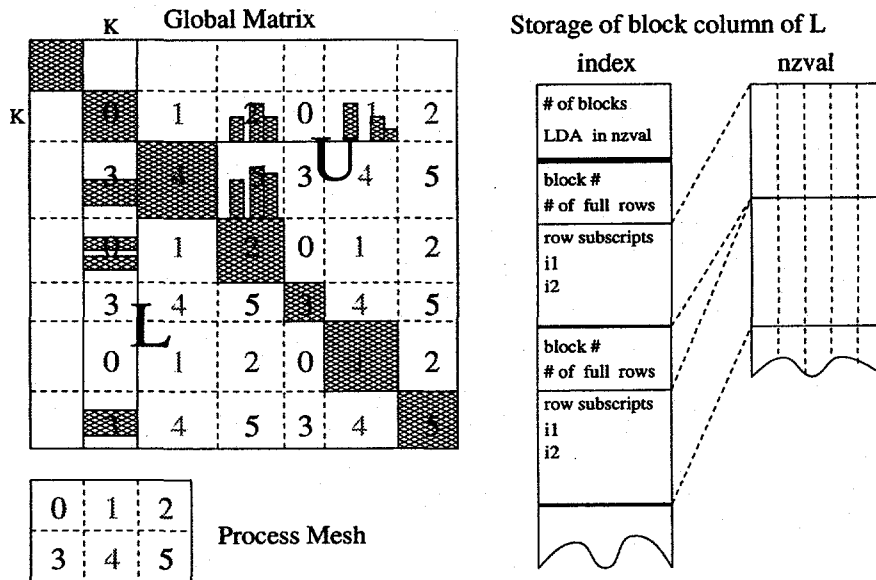 K
Global Matrix
K
0 1 2 0 1 2
U
3 4 3 4 5
0 1 2 0 1 2
3 4 5 3 4 5
L
0 1 2 0 1 2
3 4 5 3 4 5
0 1 2
3 4 5
Process Mesh
Storage of block column of L
index
nzval
# of blocks
LDA in nzval
block #
# of full rows
row subscripts
i1
i2
block #
# of full rows
row subscripts
i1
i2